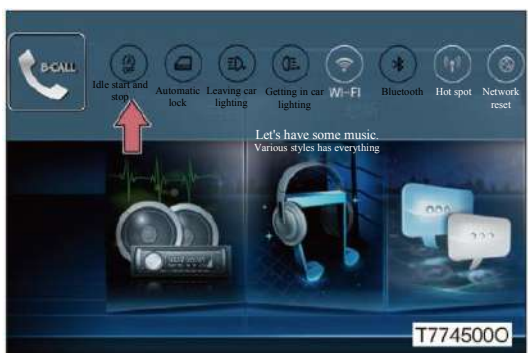 B-CALL
Idle start and
stop
Automatic
lock
Leaving car
lighting
Getting in car
lighting
WI-FI
Bluetooth
Hot spot
Network
reset
Let's have some music.
Various styles has everything
T774500O